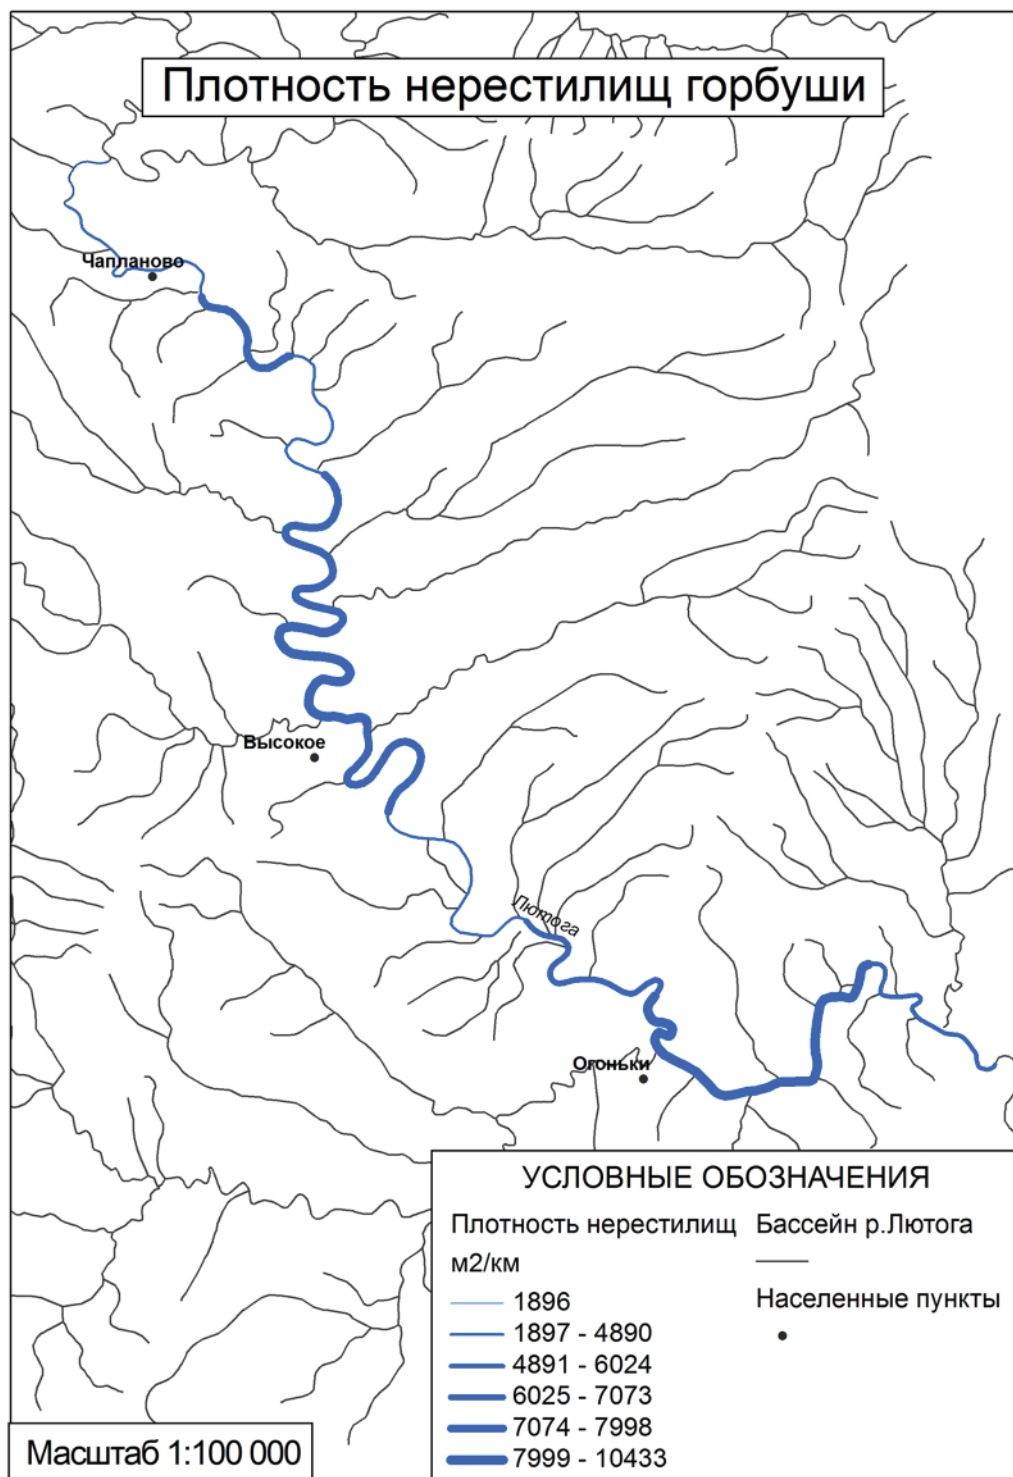 Плотность нерестилищ горбуши
Чапланово
Высокое
Лютога
Огоньки
УСЛОВНЫЕ ОБОЗНАЧЕНИЯ
Плотность нерестилищ
м2/км
1896
1897 - 4890
4891 - 6024
6025 - 7073
7074 - 7998
7999 - 10433
Бассейн р.Лютога
Населенные пункты
Масштаб 1:100 000